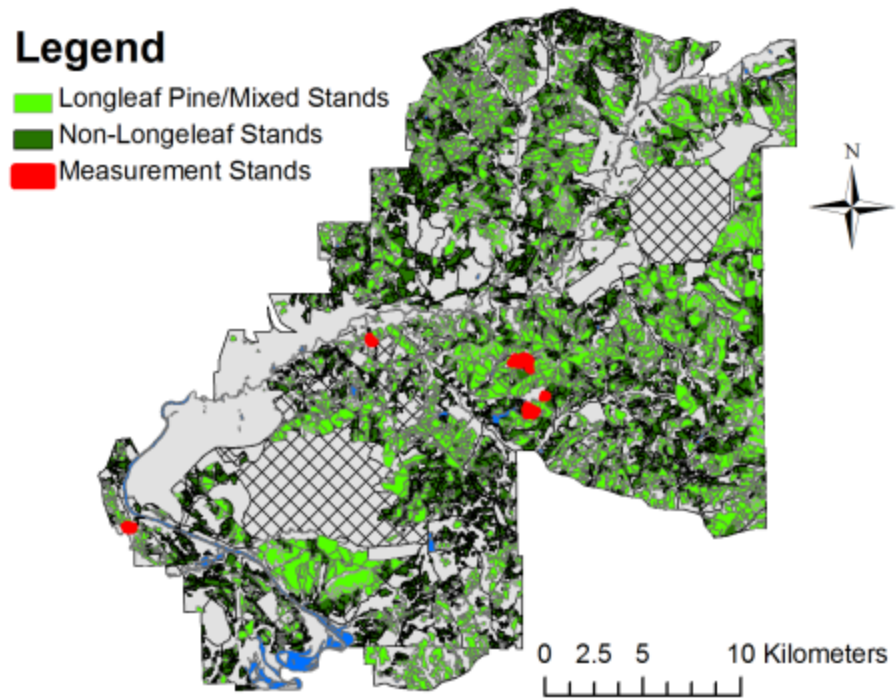 Legend
Longleaf Pine/Mixed Stands
Non-Longeleaf Stands
Measurement Stands
N
0 2.5 5 10 Kilometers